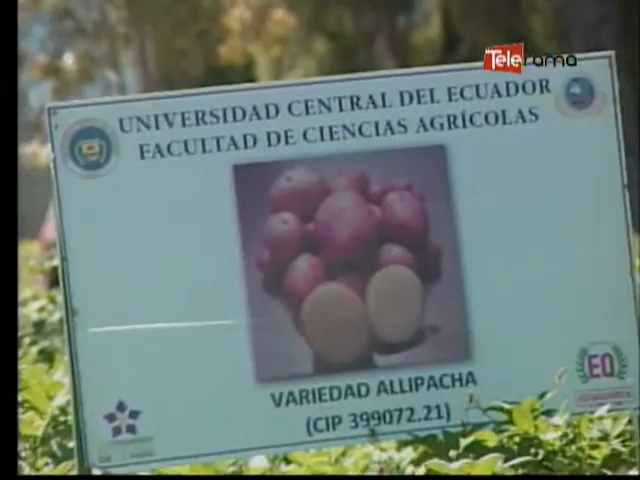 Telerama
UNIVERSIDAD CENTRAL DEL ECUADOR
FACULTAD DE CIENCIAS AGRÍCOLAS
VARIEDAD ALLIPACHA
(CIP 399072.21)
EQ